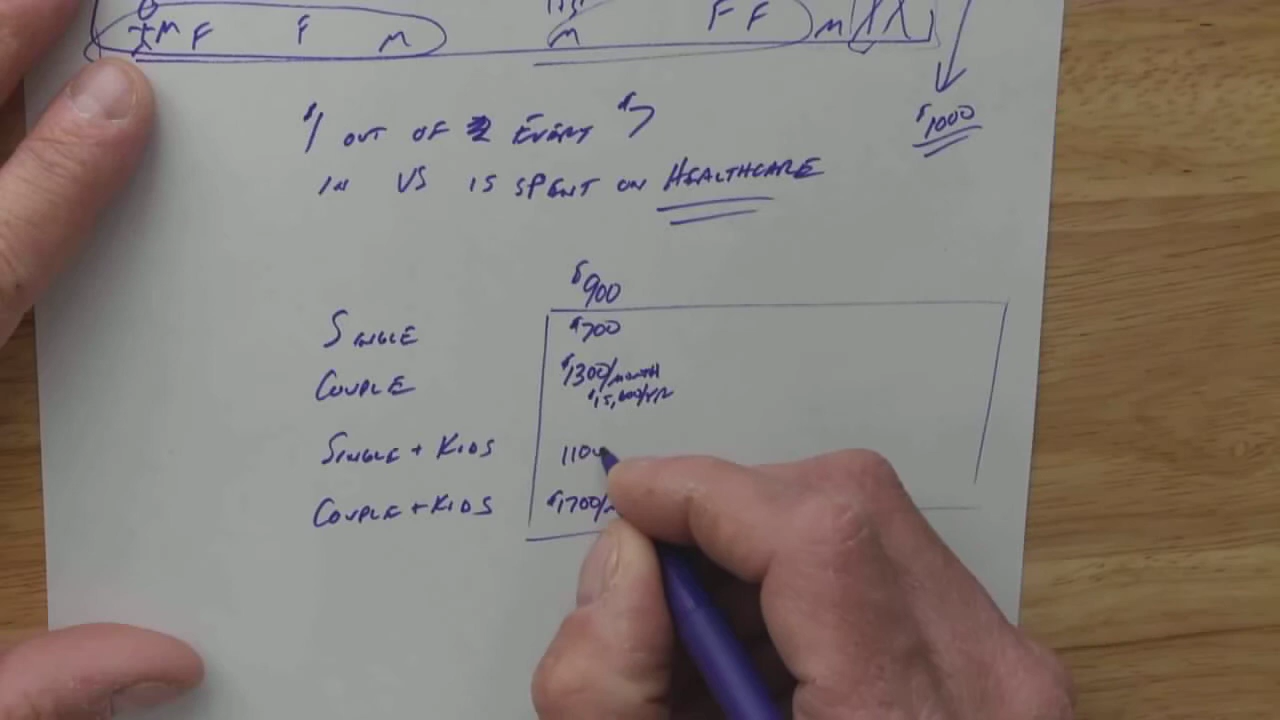 M F F M M F F M
$1000
$1 OUT OF EVERY $7
IN US IS SPENT ON HEALTHCARE
$900
SINGLE $700
COUPLE $1300/MONTH
$15,600/YR
SINGLE + KIDS 1100
COUPLE + KIDS $1700/